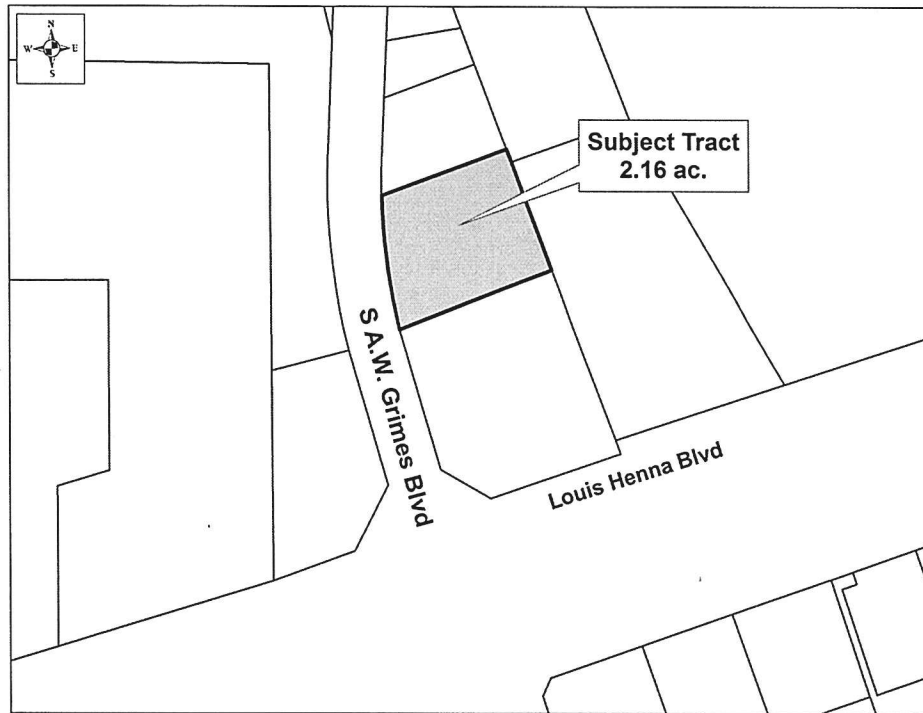 N
W E
S
Subject Tract
2.16 ac.
S A.W. Grimes Blvd
Louis Henna Blvd